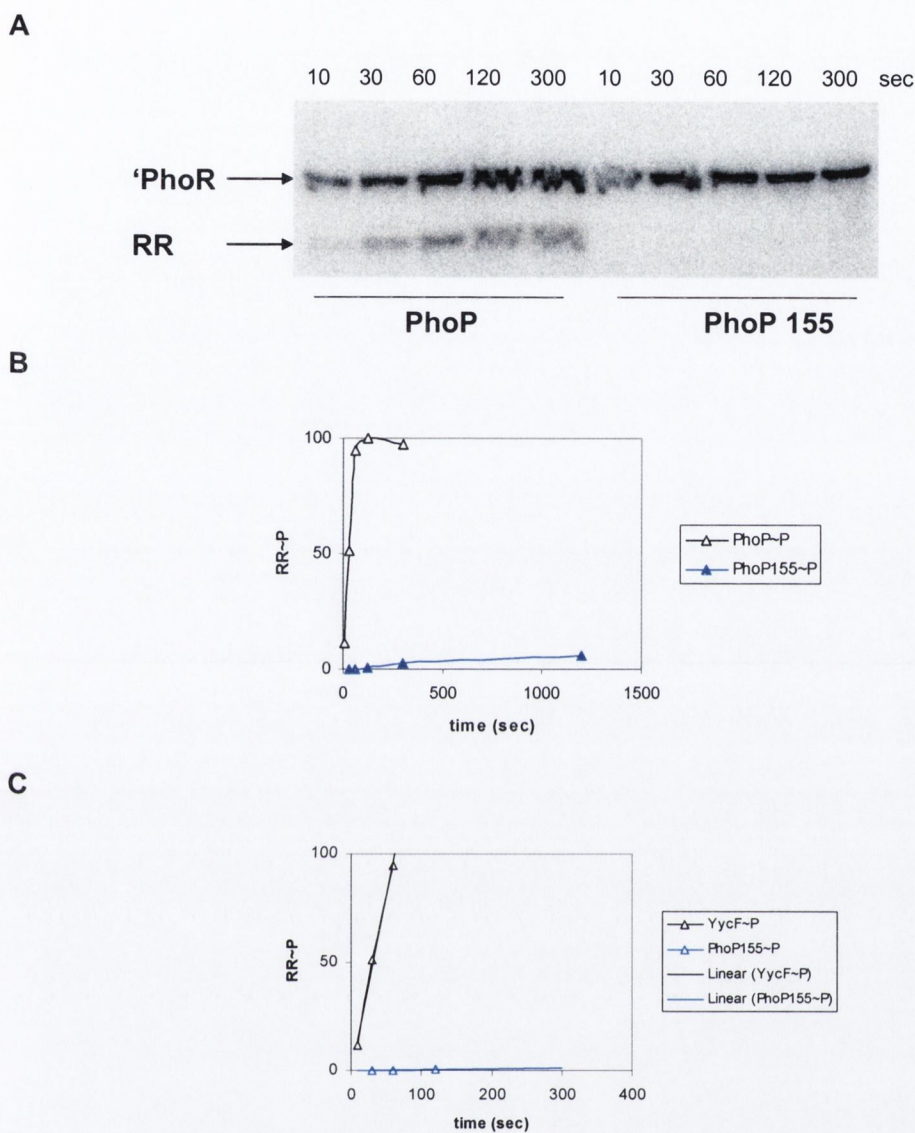 A
10 30 60 120 300 10 30 60 120 300 sec
‘PhoR
RR
PhoP PhoP 155
B
100
50
0
RR~P
0 500 1000 1500
time (sec)
PhoP~P
PhoP155~P
C
100
50
0
RR~P
0 100 200 300 400
time (sec)
YycF~P
PhoP155~P
Linear (YycF~P)
Linear (PhoP155~P)